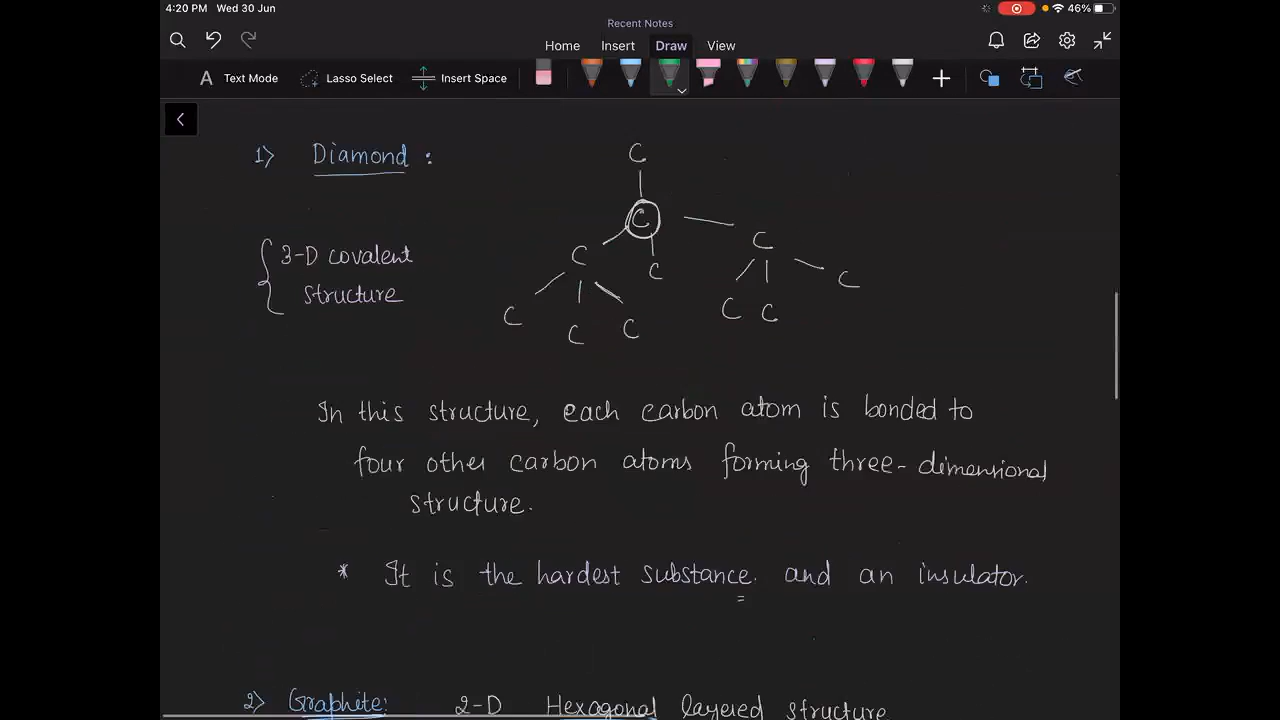 4:20 PM Wed 30 Jun
46%
Recent Notes
Home Insert Draw View
A Text Mode Lasso Select Insert Space
1> Diamond :
C
C
C C
C
C C C
C C C
{ 3-D covalent
structure
In this structure, each carbon atom is bonded to
four other carbon atoms forming three-dimensional
structure.
* It is the hardest substance. and an insulator.
2> Graphite: 2-D Hexagonal layered structure